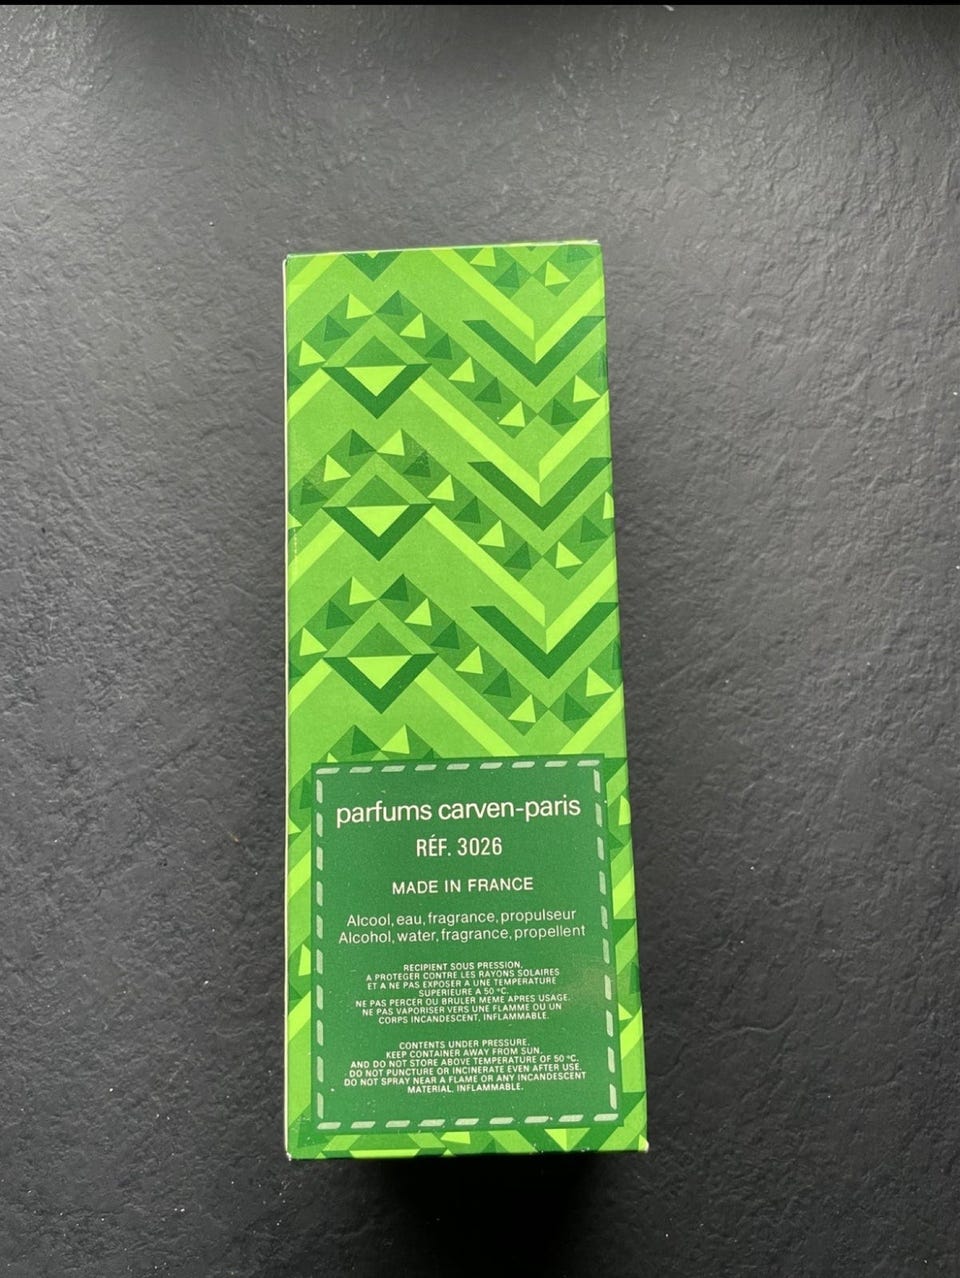 parfums carven-paris
RÉF. 3026
MADE IN FRANCE
Alcool, eau, fragrance, propulseur
Alcohol, water, fragrance, propellent
RECIPIENT SOUS PRESSION.
A PROTEGER CONTRE LES RAYONS SOLAIRES
ET A NE PAS EXPOSER A UNE TEMPERATURE
SUPERIEURE A 50 °C.
NE PAS PERCER OU BRULER MEME APRES USAGE.
NE PAS VAPORISER VERS UNE FLAMME OU UN
CORPS INCANDESCENT, INFLAMMABLE.
CONTENTS UNDER PRESSURE.
KEEP CONTAINER AWAY FROM SUN.
AND DO NOT STORE ABOVE TEMPERATURE OF 50 °C.
DO NOT PUNCTURE OR INCINERATE EVEN AFTER USE.
DO NOT SPRAY NEAR A FLAME OR ANY INCANDESCENT
MATERIAL, INFLAMMABLE.